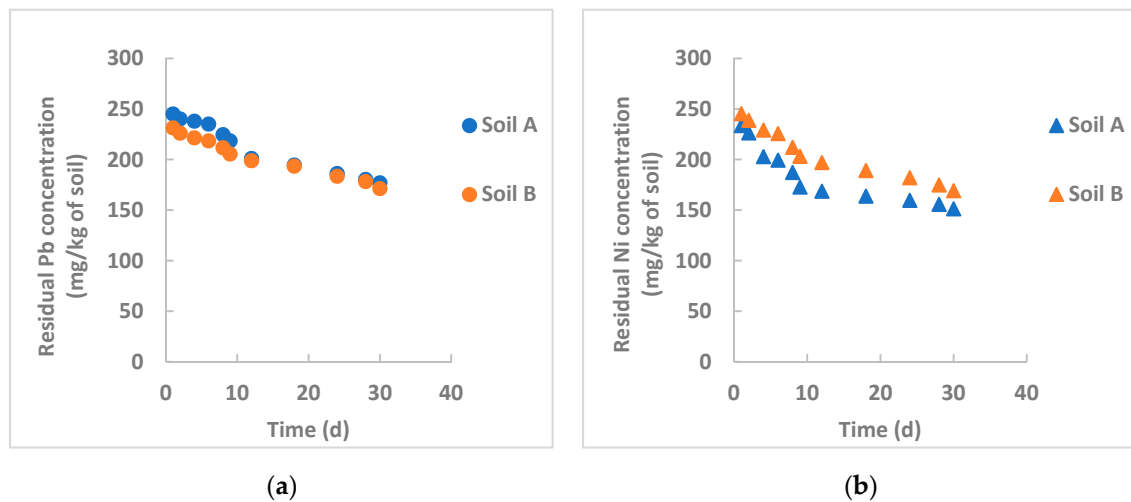 300
250
200
150
100
50
0
0 10 20 30 40
Residual Pb concentration
(mg/kg of soil)
Time (d)
Soil A
Soil B
(a)
300
250
200
150
100
50
0
0 10 20 30 40
Residual Ni concentration
(mg/kg of soil)
Time (d)
Soil A
Soil B
(b)